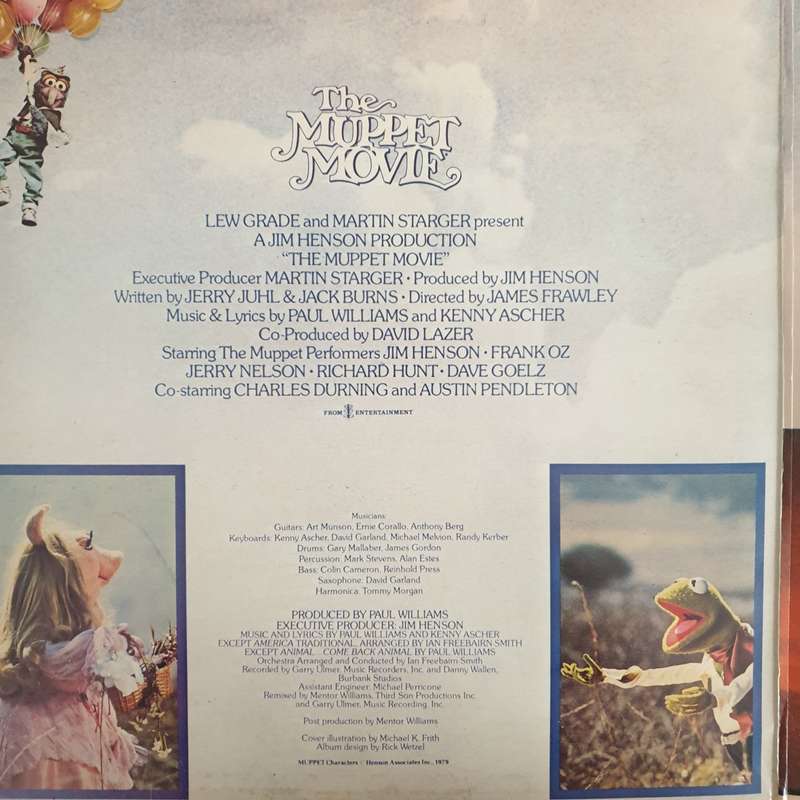 The
MUPPET
MOVIE
LEW GRADE and MARTIN STARGER present
A JIM HENSON PRODUCTION
"THE MUPPET MOVIE"
Executive Producer MARTIN STARGER • Produced by JIM HENSON
Written by JERRY JUHL & JACK BURNS • Directed by JAMES FRAWLEY
Music & Lyrics by PAUL WILLIAMS and KENNY ASCHER
Co-Produced by DAVID LAZER
Starring The Muppet Performers JIM HENSON • FRANK OZ
JERRY NELSON • RICHARD HUNT • DAVE GOELZ
Co-starring CHARLES DURNING and AUSTIN PENDLETON
FROM ENTERTAINMENT
Musicians:
Guitars: Art Munson, Ernie Corallo, Anthony Berg
Keyboards: Kenny Ascher, David Garland, Michael Melvion, Randy Kerber
Drums: Gary Mallaber, James Gordon
Percussion: Mark Stevens, Alan Estes
Bass: Colin Cameron, Reinhold Press
Saxophone: David Garland
Harmonica: Tommy Morgan
PRODUCED BY PAUL WILLIAMS
EXECUTIVE PRODUCER: JIM HENSON
MUSIC AND LYRICS BY PAUL WILLIAMS AND KENNY ASCHER
EXCEPT AMERICA TRADITIONAL, ARRANGED BY IAN FREEBAIRN SMITH
EXCEPT ANIMAL...COME BACK ANIMAL BY PAUL WILLIAMS
Orchestra Arranged and Conducted by Ian Freebairn-Smith
Recorded by Garry Ulmer, Music Recorders, Inc. and Danny Wallen,
Burbank Studios
Assistant Engineer: Michael Perricone
Remixed by Mentor Williams, Third Son Productions Inc.
and Garry Ulmer, Music Recording, Inc.
Post production by Mentor Williams
Cover illustration by Michael K. Frith
Album design by Rick Wetzel
MUPPET Characters © Henson Associates Inc., 1979